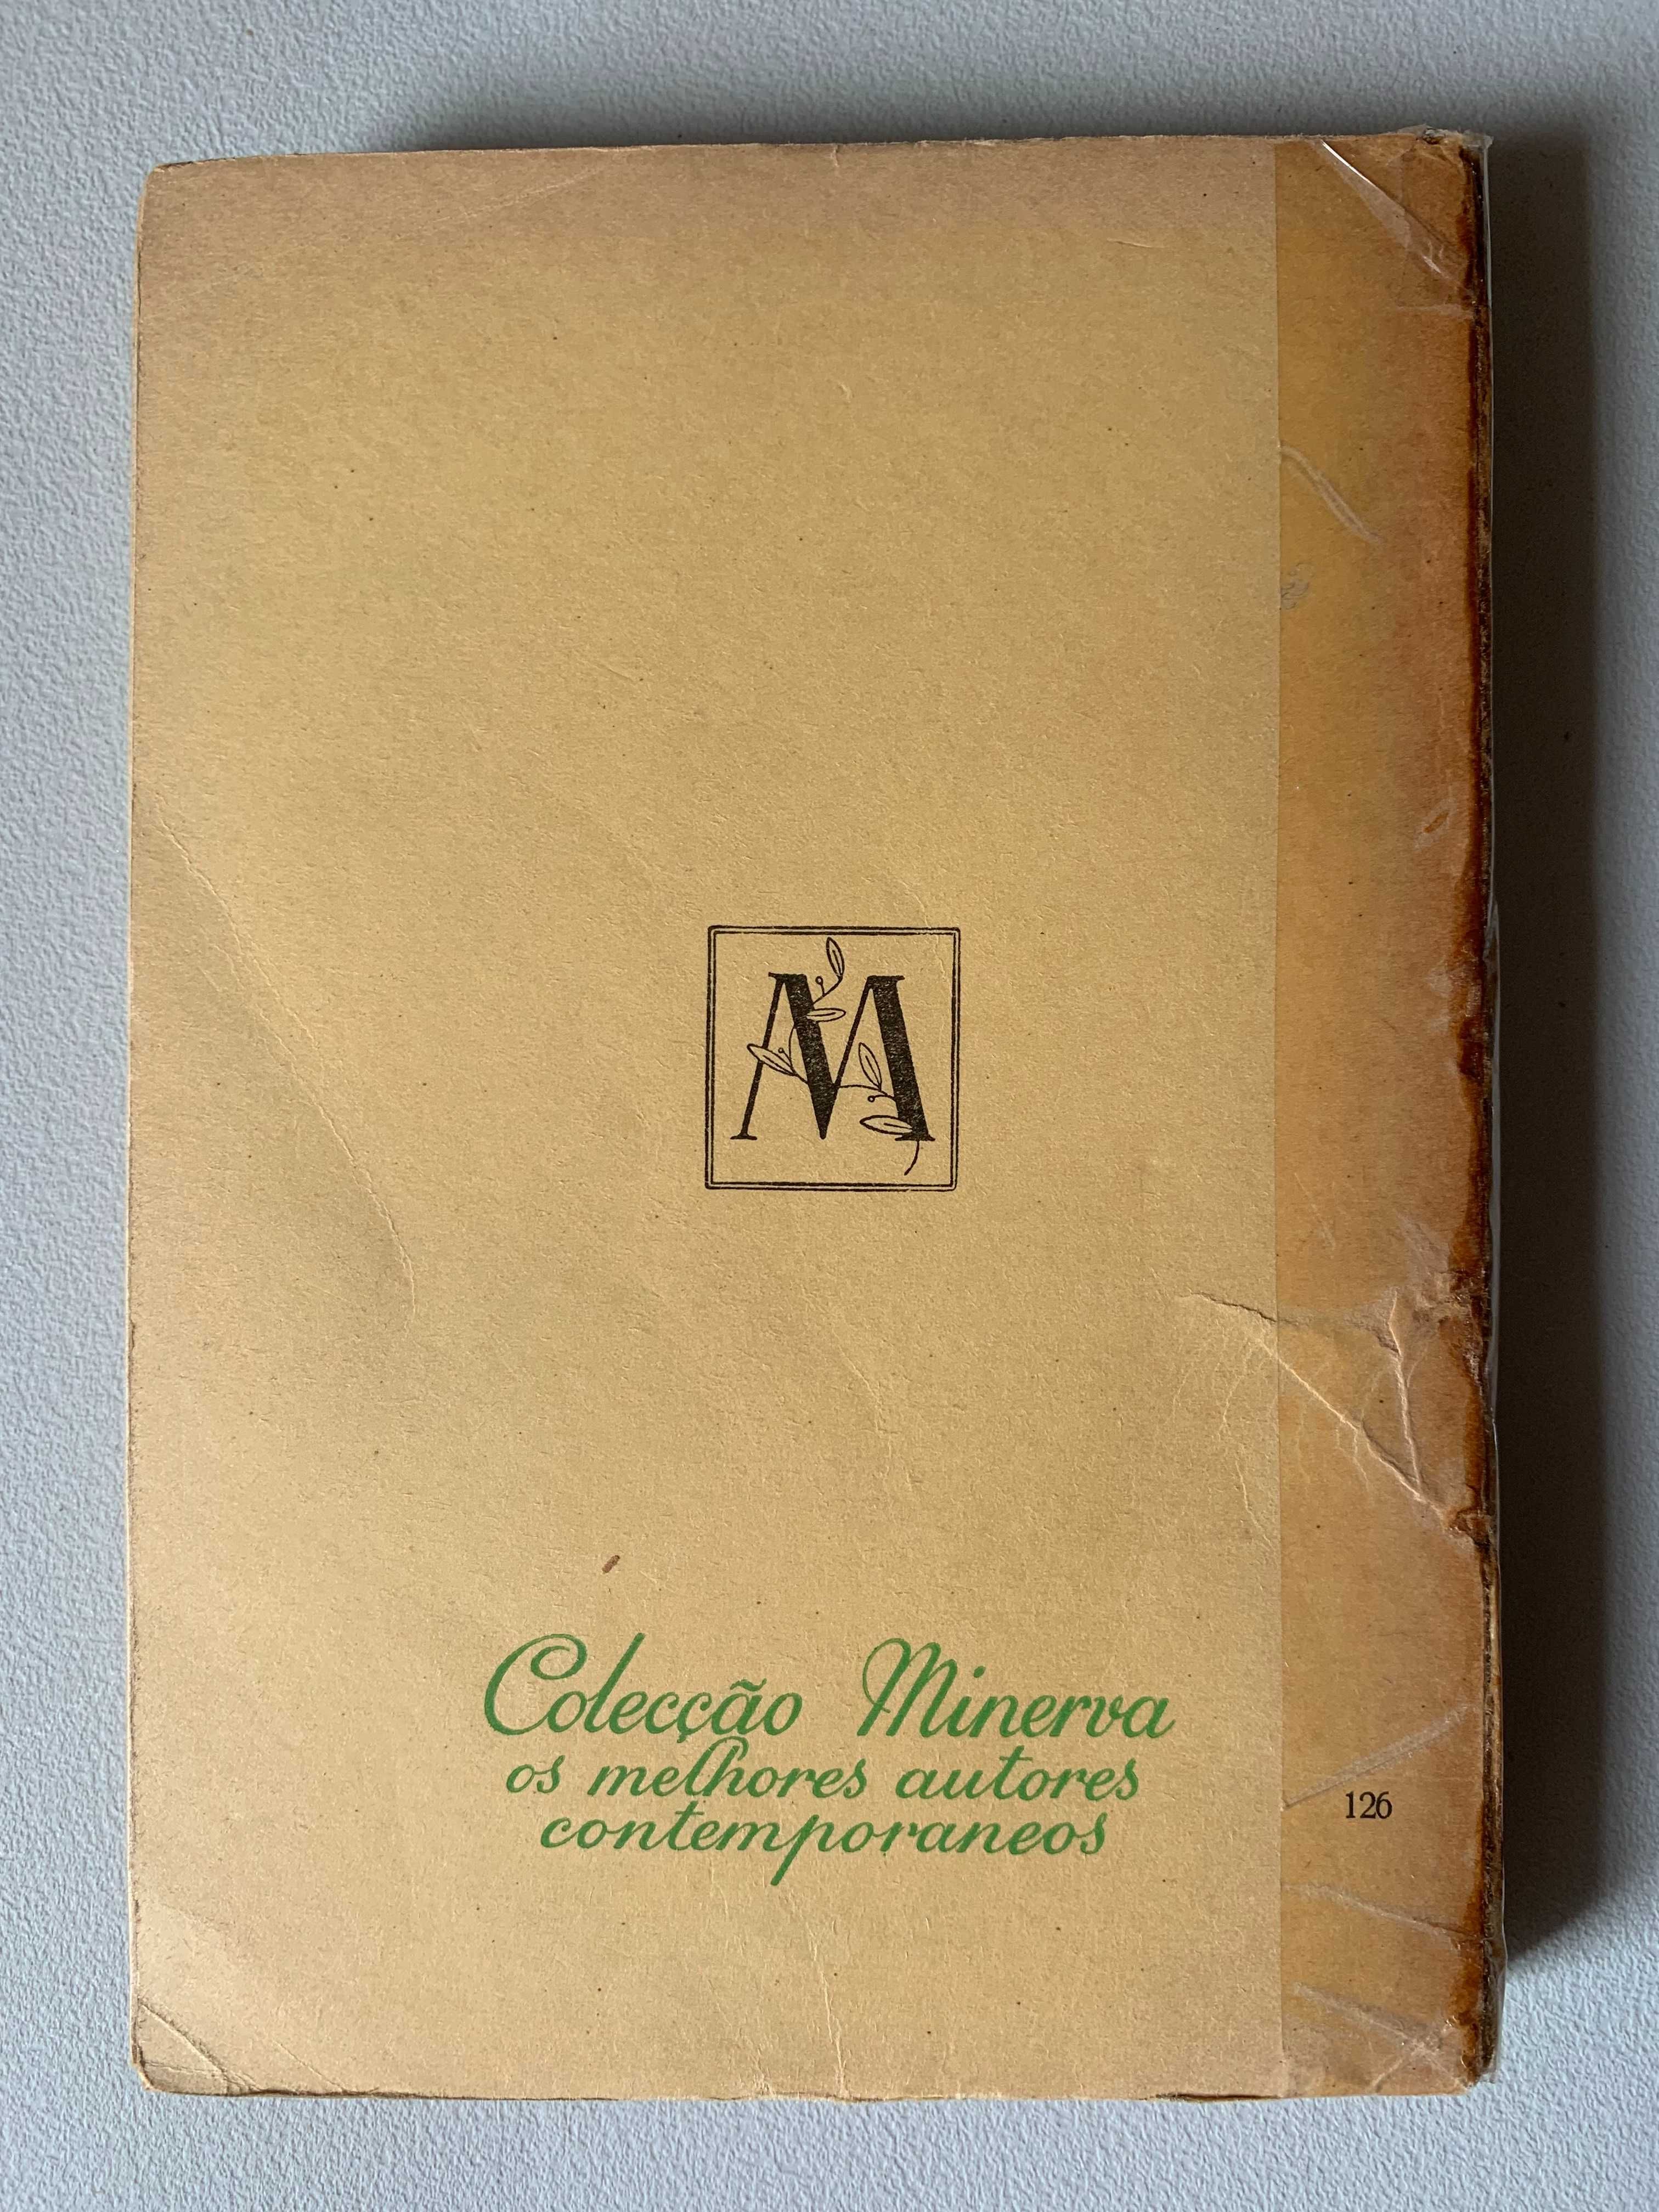 M
Colecção Minerva
os melhores autores
contemporaneos
126